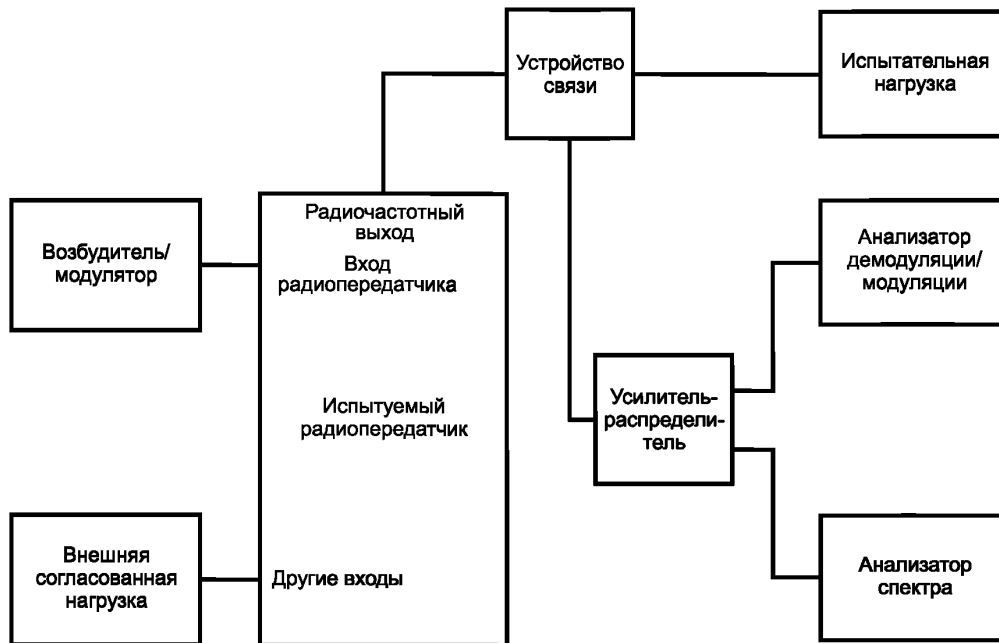 Устройство
связи
Испытательная
нагрузка
Возбудитель/
модулятор
Радиочастотный
выход
Вход
радиопередатчика
Анализатор
демодуляции/
модуляции
Испытуемый
радиопередатчик
Усилитель-
распредели-
тель
Внешняя
согласованная
нагрузка
Другие входы
Анализатор
спектра